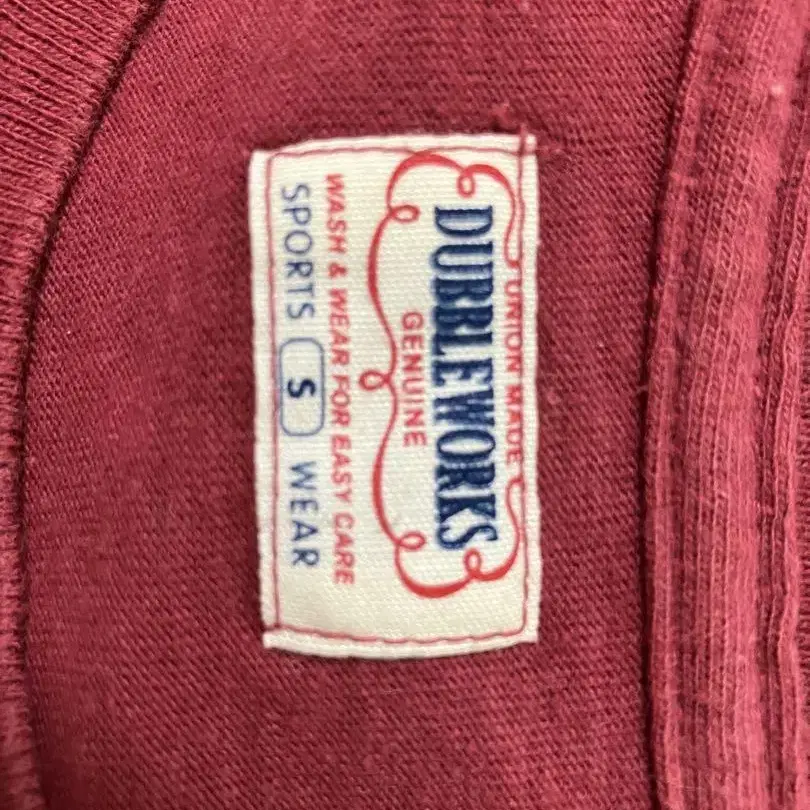 UNION MADE
DUBBLEWORKS
GENUINE
WASH & WEAR FOR EASY CARE
SPORTS S WEAR